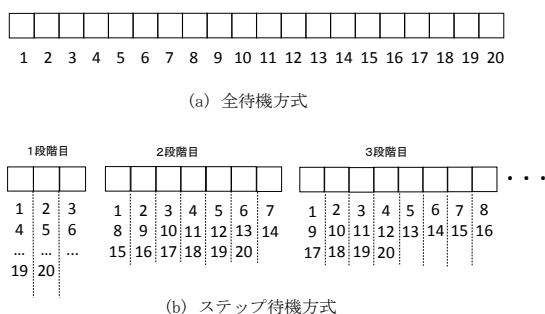 1 2 3 4 5 6 7 8 9 10 11 12 13 14 15 16 17 18 19 20
(a) 全待機方式
1段階目 2段階目 3段階目
・・・
1 2 3 1 2 3 4 5 6 7 1 2 3 4 5 6 7 8
4 5 6 8 9 10 11 12 13 14 9 10 11 12 13 14 15 16
... ... ... 15 16 17 18 19 20 17 18 19 20
19 20
(b) ステップ待機方式